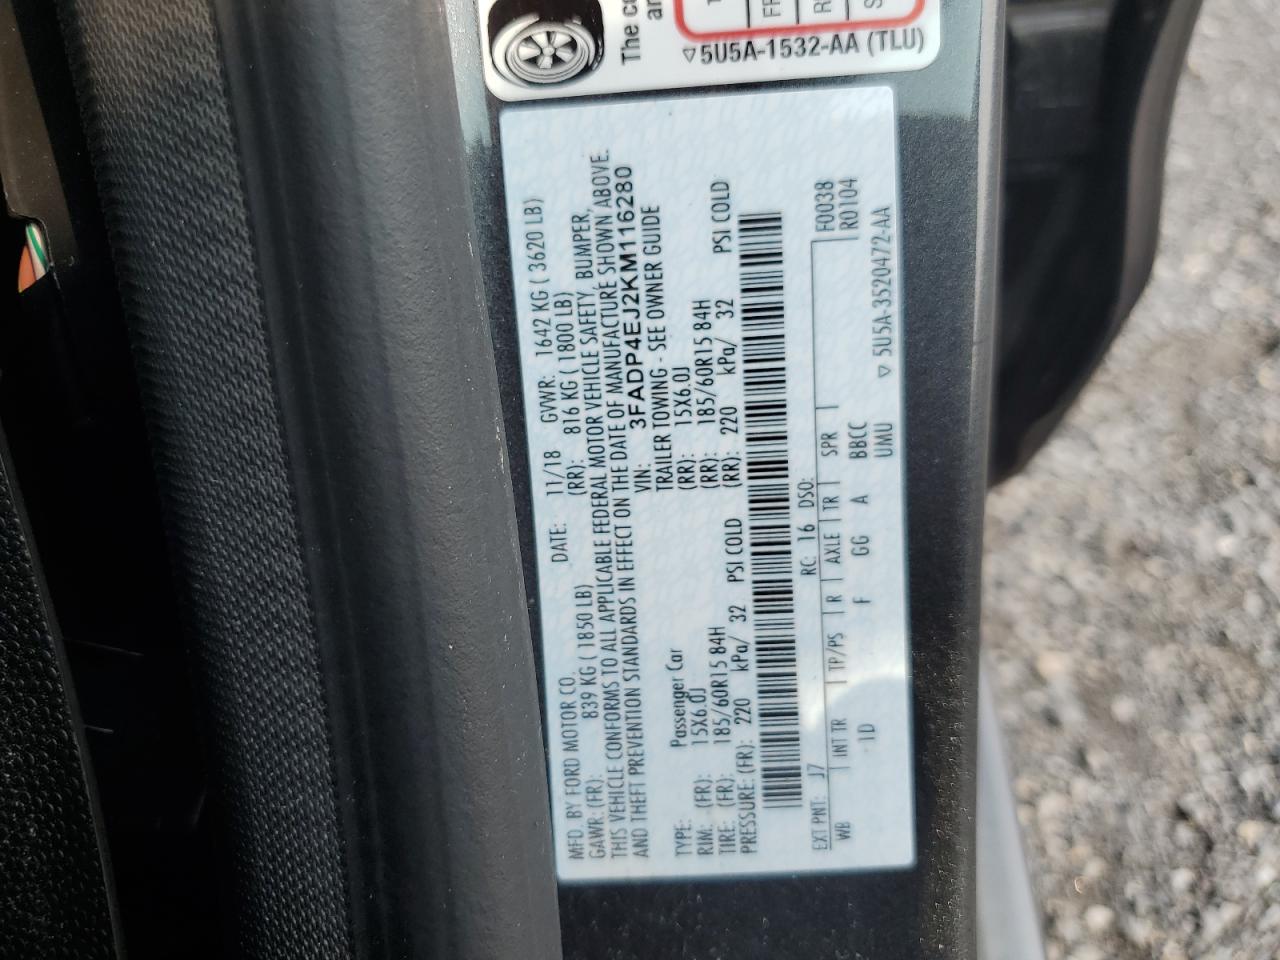 The
5U5A-1532-AA (TLU)
MFD. BY FORD MOTOR CO. DATE: 11/18 GVWR: 1642 KG ( 3620 LB)
GAWR: (FR): 839 KG ( 1850 LB) (RR): 816 KG ( 1800 LB)
THIS VEHICLE CONFORMS TO ALL APPLICABLE FEDERAL MOTOR VEHICLE SAFETY, BUMPER,
AND THEFT PREVENTION STANDARDS IN EFFECT ON THE DATE OF MANUFACTURE SHOWN ABOVE.
VIN: 3FADP4EJ2KM116280
TYPE: Passenger Car TRAILER TOWING - SEE OWNER GUIDE
RIM: (FR): 15X6.0J (RR): 15X6.0J
TIRE: (FR): 185/60R15 84H (RR): 185/60R15 84H
PRESSURE: (FR): 220 kPa/ 32 PSI COLD (RR): 220 kPa/ 32 PSI COLD
RC: 16 DSO: F0038
EXT PNT: J7 R0104
WB INT TR TP/PS R AXLE TR SPR
1D F GG A BBCC
UMU
5U5A-3520472-AA